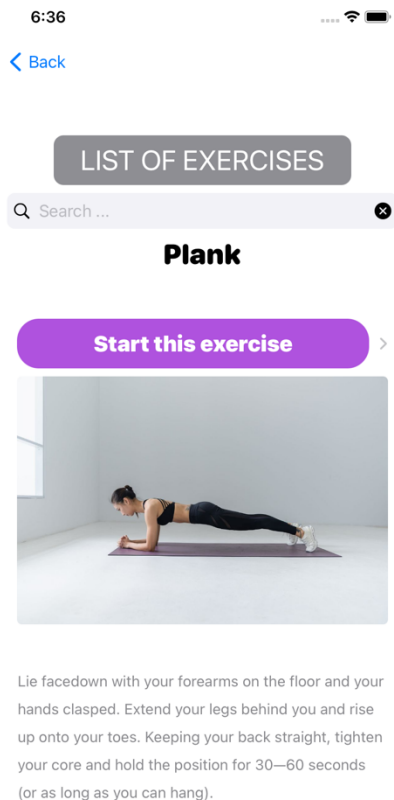 6:36
Back
LIST OF EXERCISES
Search ...
Plank
Start this exercise
Lie facedown with your forearms on the floor and your
hands clasped. Extend your legs behind you and rise
up onto your toes. Keeping your back straight, tighten
your core and hold the position for 30—60 seconds
(or as long as you can hang).